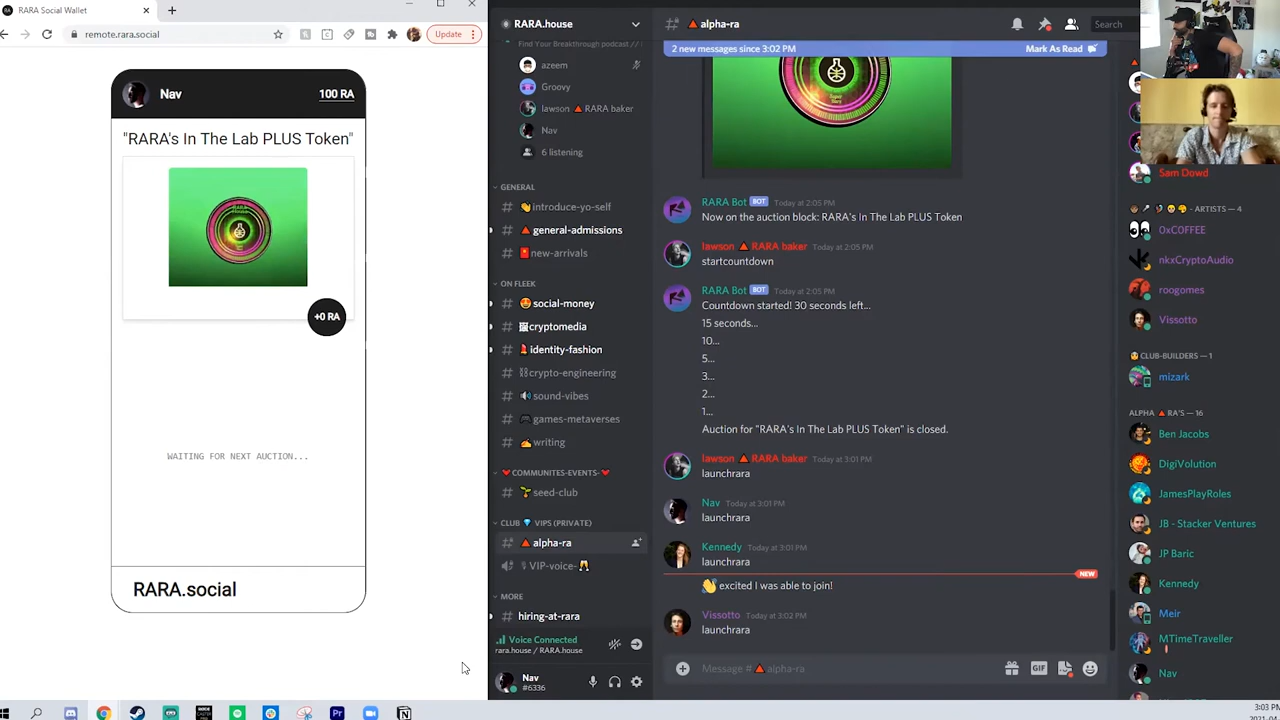 RARA Social Wallet
remote.rara.social
Update
Nav
100 RA
"RARA's In The Lab PLUS Token"
+0 RA
WAITING FOR NEXT AUCTION...
RARA.social
RARA.house
Find Your Breakthrough podcast //
azeem
Groovy
lawson RARA baker
Nav
6 listening
GENERAL
introduce-yo-self
general-admissions
new-arrivals
ON FLEEK
social-money
cryptomedia
identity-fashion
crypto-engineering
sound-vibes
games-metaverses
writing
COMMUNITES-EVENTS-
seed-club
CLUB VIPS (PRIVATE)
alpha-ra
VIP-voice-
MORE
hiring-at-rara
Voice Connected
rara.house / RARA.house
Nav
#6336
alpha-ra
Search
2 new messages since 3:02 PM
Mark As Read
RARA Bot BOT Today at 2:05 PM
Now on the auction block: RARA's In The Lab PLUS Token
lawson RARA baker Today at 2:05 PM
startcountdown
RARA Bot BOT Today at 2:05 PM
Countdown started! 30 seconds left...
15 seconds...
10...
5...
3...
2...
1...
Auction for "RARA's In The Lab PLUS Token" is closed.
lawson RARA baker Today at 3:01 PM
launchrara
Nav Today at 3:01 PM
launchrara
Kennedy Today at 3:01 PM
launchrara
NEW
excited I was able to join!
Vissotto Today at 3:02 PM
launchrara
Message # alpha-ra
GIF
Sam Dowd
- ARTISTS — 4
0xC0FFEE
nkxCryptoAudio
roogomes
Vissotto
CLUB-BUILDERS — 1
mizark
ALPHA RA'S — 16
Ben Jacobs
DigiVolution
JamesPlayRoles
JB - Stacker Ventures
JP Baric
Kennedy
Meir
MTimeTraveller
Nav
3:03 PM